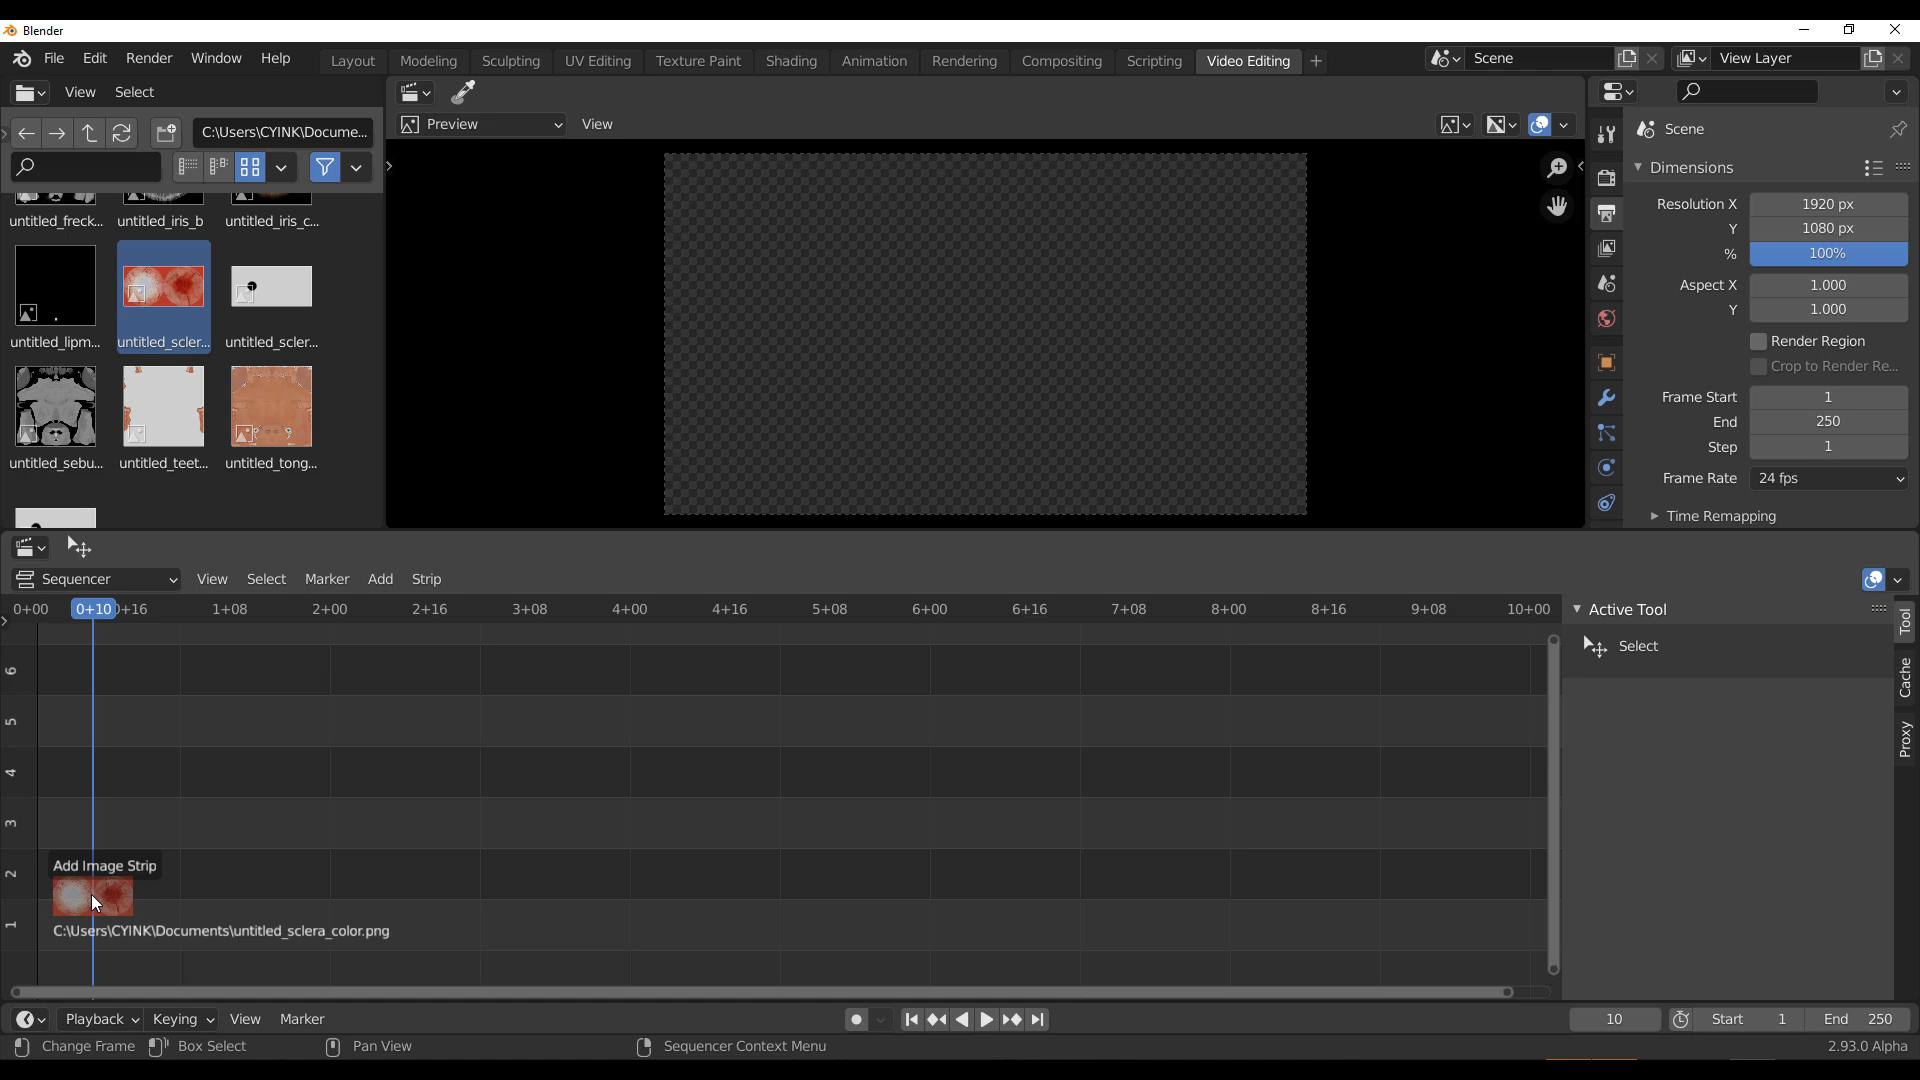 Blender
File Edit Render Window Help Layout Modeling Sculpting UV Editing Texture Paint Shading Animation Rendering Compositing Scripting Video Editing + Scene View Layer
View Select
C:\Users\CYINK\Docume...
untitled_freck... untitled_iris_b untitled_iris_c...
untitled_lipm... untitled_scler... untitled_scler...
untitled_sebu... untitled_teet... untitled_tong...
Preview View
Scene
Dimensions
Resolution X 1920 px
Y 1080 px
% 100%
Aspect X 1.000
Y 1.000
Render Region
Crop to Render Re...
Frame Start 1
End 250
Step 1
Frame Rate 24 fps
Time Remapping
Sequencer View Select Marker Add Strip
0+00 0+10 0+16 1+08 2+00 2+16 3+08 4+00 4+16 5+08 6+00 6+16 7+08 8+00 8+16 9+08 10+00
6
5
4
3
2
1
Add Image Strip
C:\Users\CYINK\Documents\untitled_sclera_color.png
Active Tool
Select
Tool
Cache
Proxy
Playback Keying View Marker 10 Start 1 End 250
Change Frame Box Select Pan View Sequencer Context Menu 2.93.0 Alpha